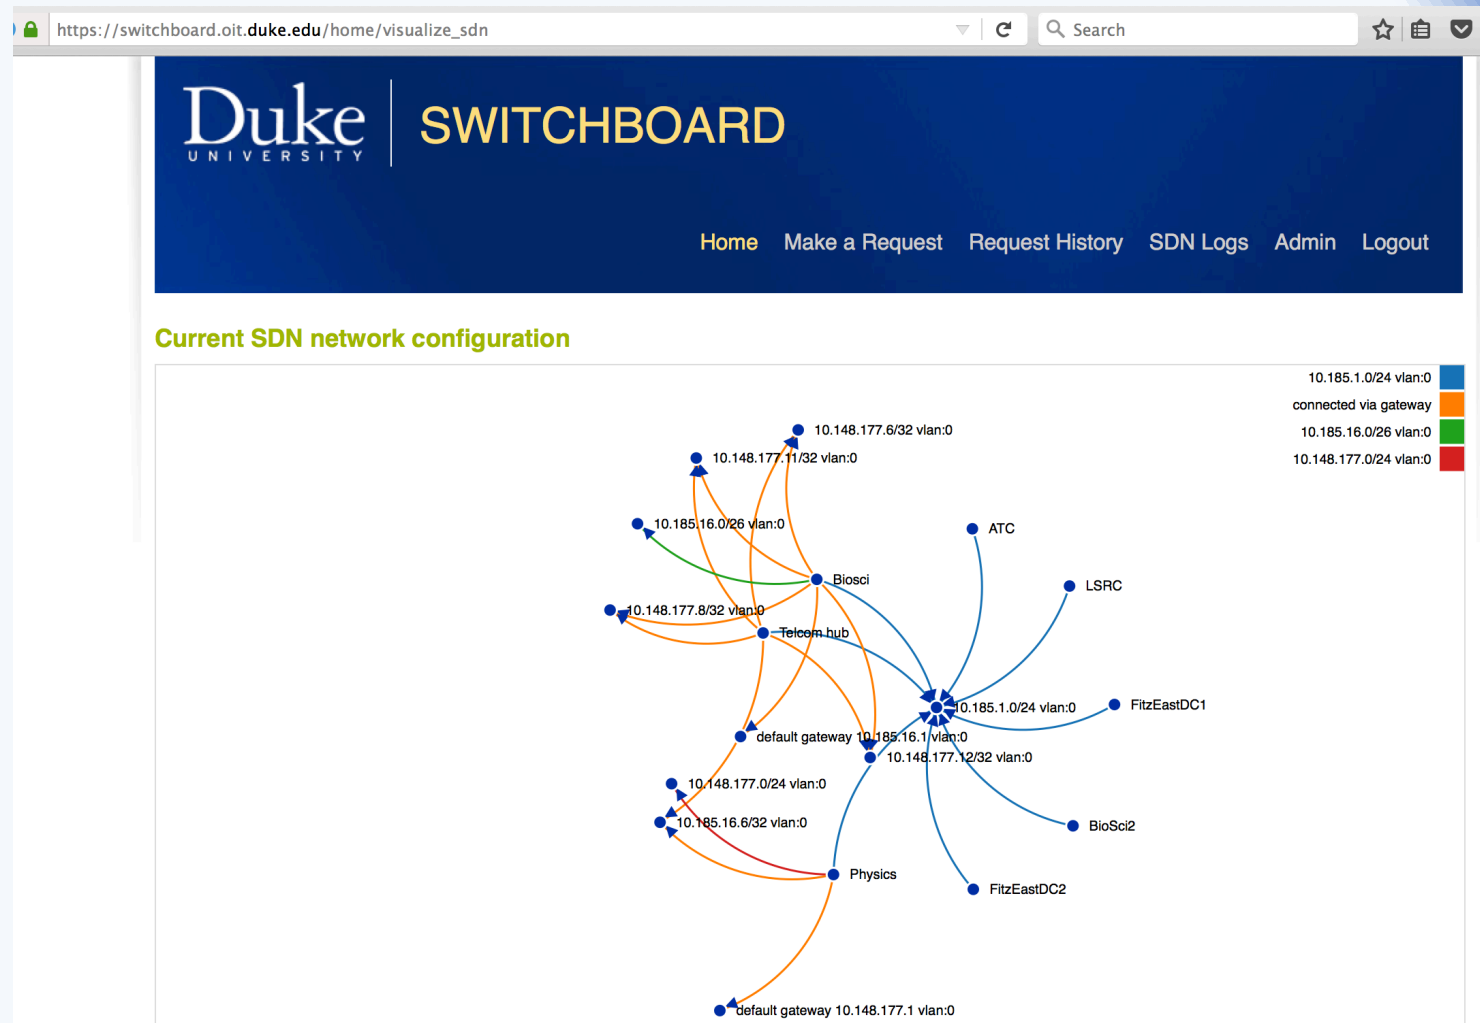 https://switchboard.oit.duke.edu/home/visualize_sdn
Search
Duke
UNIVERSITY
SWITCHBOARD
Home Make a Request Request History SDN Logs Admin Logout
Current SDN network configuration
10.185.1.0/24 vlan:0
connected via gateway
10.185.16.0/26 vlan:0
10.148.177.0/24 vlan:0
10.148.177.6/32 vlan:0
10.148.177.11/32 vlan:0
10.185.16.0/26 vlan:0
ATC
Biosci
LSRC
10.148.177.8/32 vlan:0
Telcom hub
10.185.1.0/24 vlan:0
FitzEastDC1
default gateway 10.185.16.1 vlan:0
10.148.177.12/32 vlan:0
10.148.177.0/24 vlan:0
10.185.16.6/32 vlan:0
BioSci2
Physics
FitzEastDC2
default gateway 10.148.177.1 vlan:0